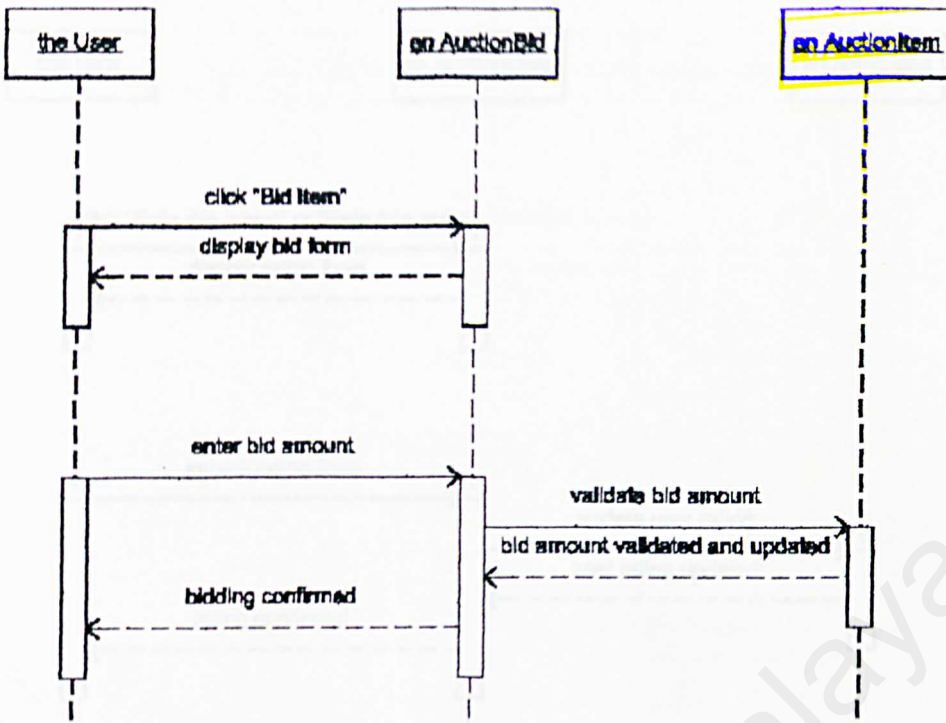 the User
an AuctionBid
an AuctionItem
click "Bid Item"
display bid form
enter bid amount
validate bid amount
bid amount validated and updated
bidding confirmed